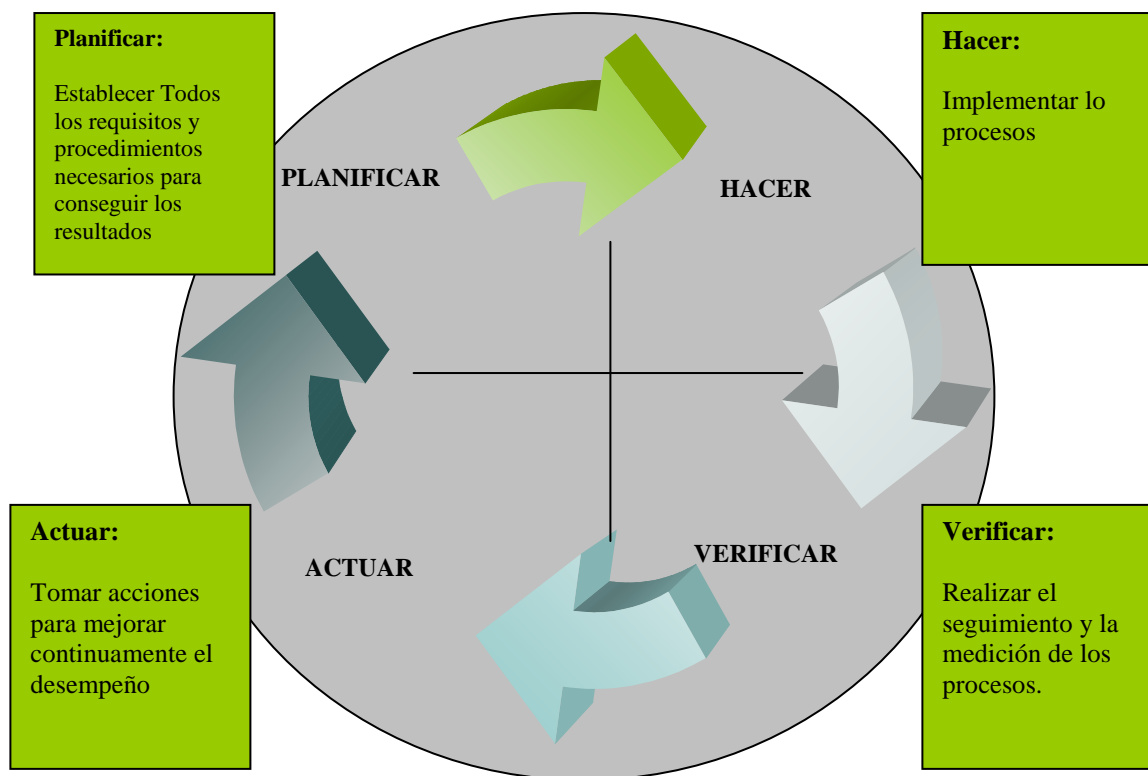 Planificar:
Establecer Todos
los requisitos y
procedimientos
necesarios para
conseguir los
resultados
Hacer:
Implementar lo
procesos
PLANIFICAR
HACER
Actuar:
Tomar acciones
para mejorar
continuamente el
desempeño
ACTUAR
VERIFICAR
Verificar:
Realizar el
seguimiento y la
medición de los
procesos.